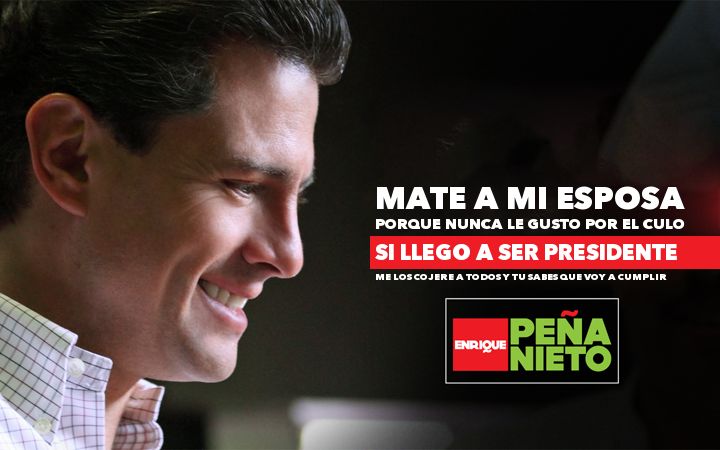 MATE A MI ESPOSA
PORQUE NUNCA LE GUSTO POR EL CULO
SI LLEGO A SER PRESIDENTE
ME LOS COJERE A TODOS Y TU SABES QUE VOY A CUMPLIR
ENRIQUE
PEÑA
NIETO